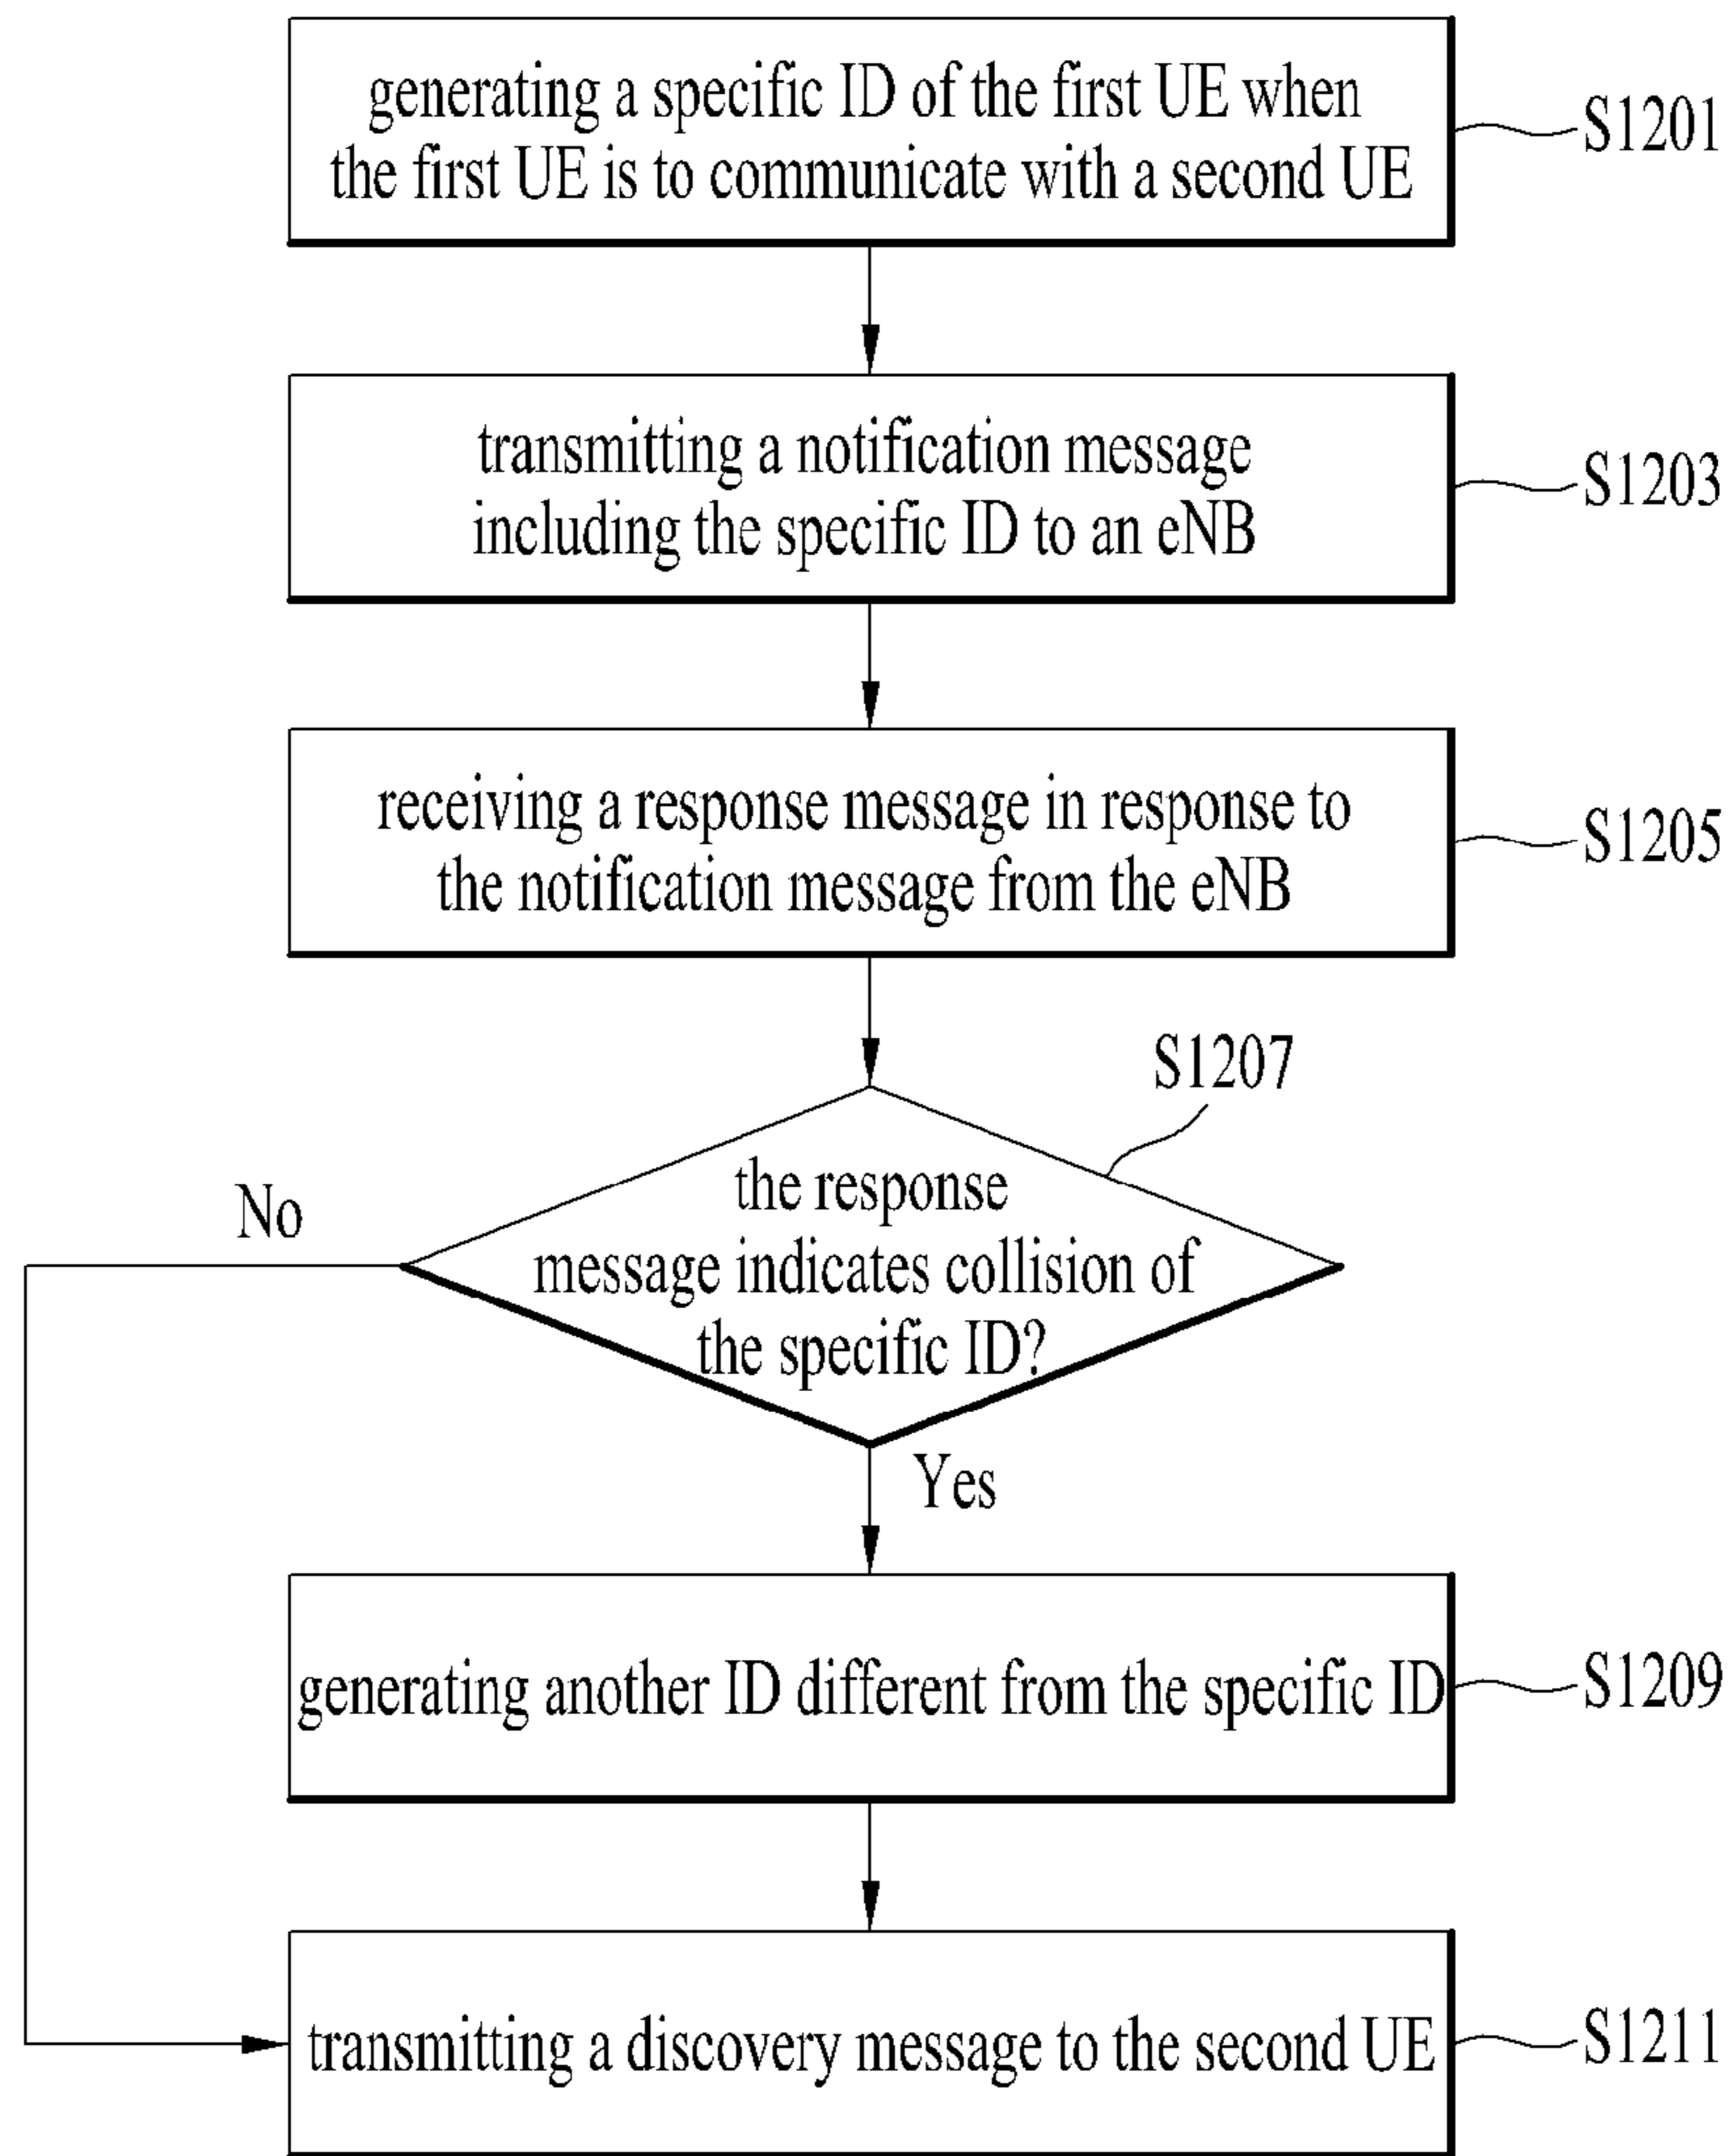 generating a specific ID of the first UE when
the first UE is to communicate with a second UE
S1201
transmitting a notification message
including the specific ID to an eNB
S1203
receiving a response message in response to
the notification message from the eNB
S1205
S1207
the response
message indicates collision of
the specific ID?
No
Yes
generating another ID different from the specific ID
S1209
transmitting a discovery message to the second UE
S1211